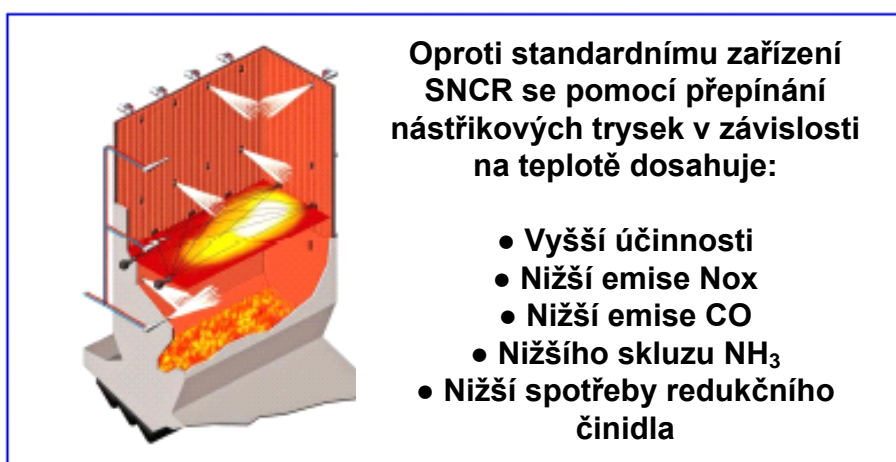 Oproti standardnímu zařízení
SNCR se pomocí přepínání
nástřikových trysek v závislosti
na teplotě dosahuje:
● Vyšší účinnosti
● Nižší emise Nox
● Nižší emise CO
● Nižšího skluzu NH₃
● Nižší spotřeby redukčního
činidla